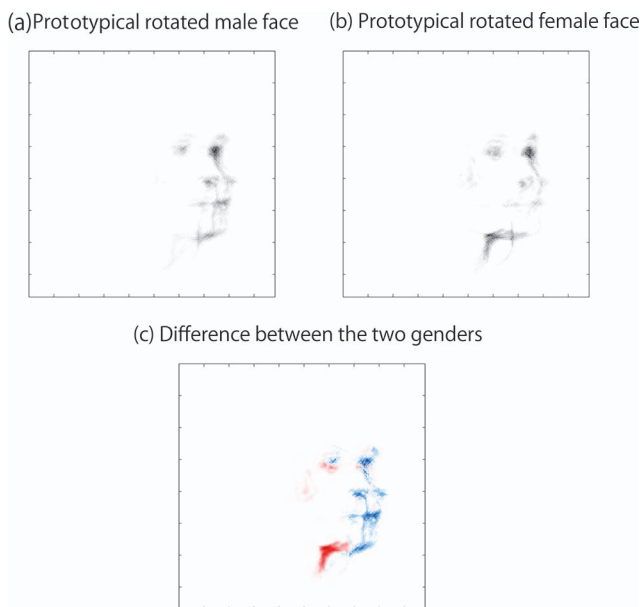 (a)Prototypical rotated male face
(b) Prototypical rotated female face
(c) Difference between the two genders